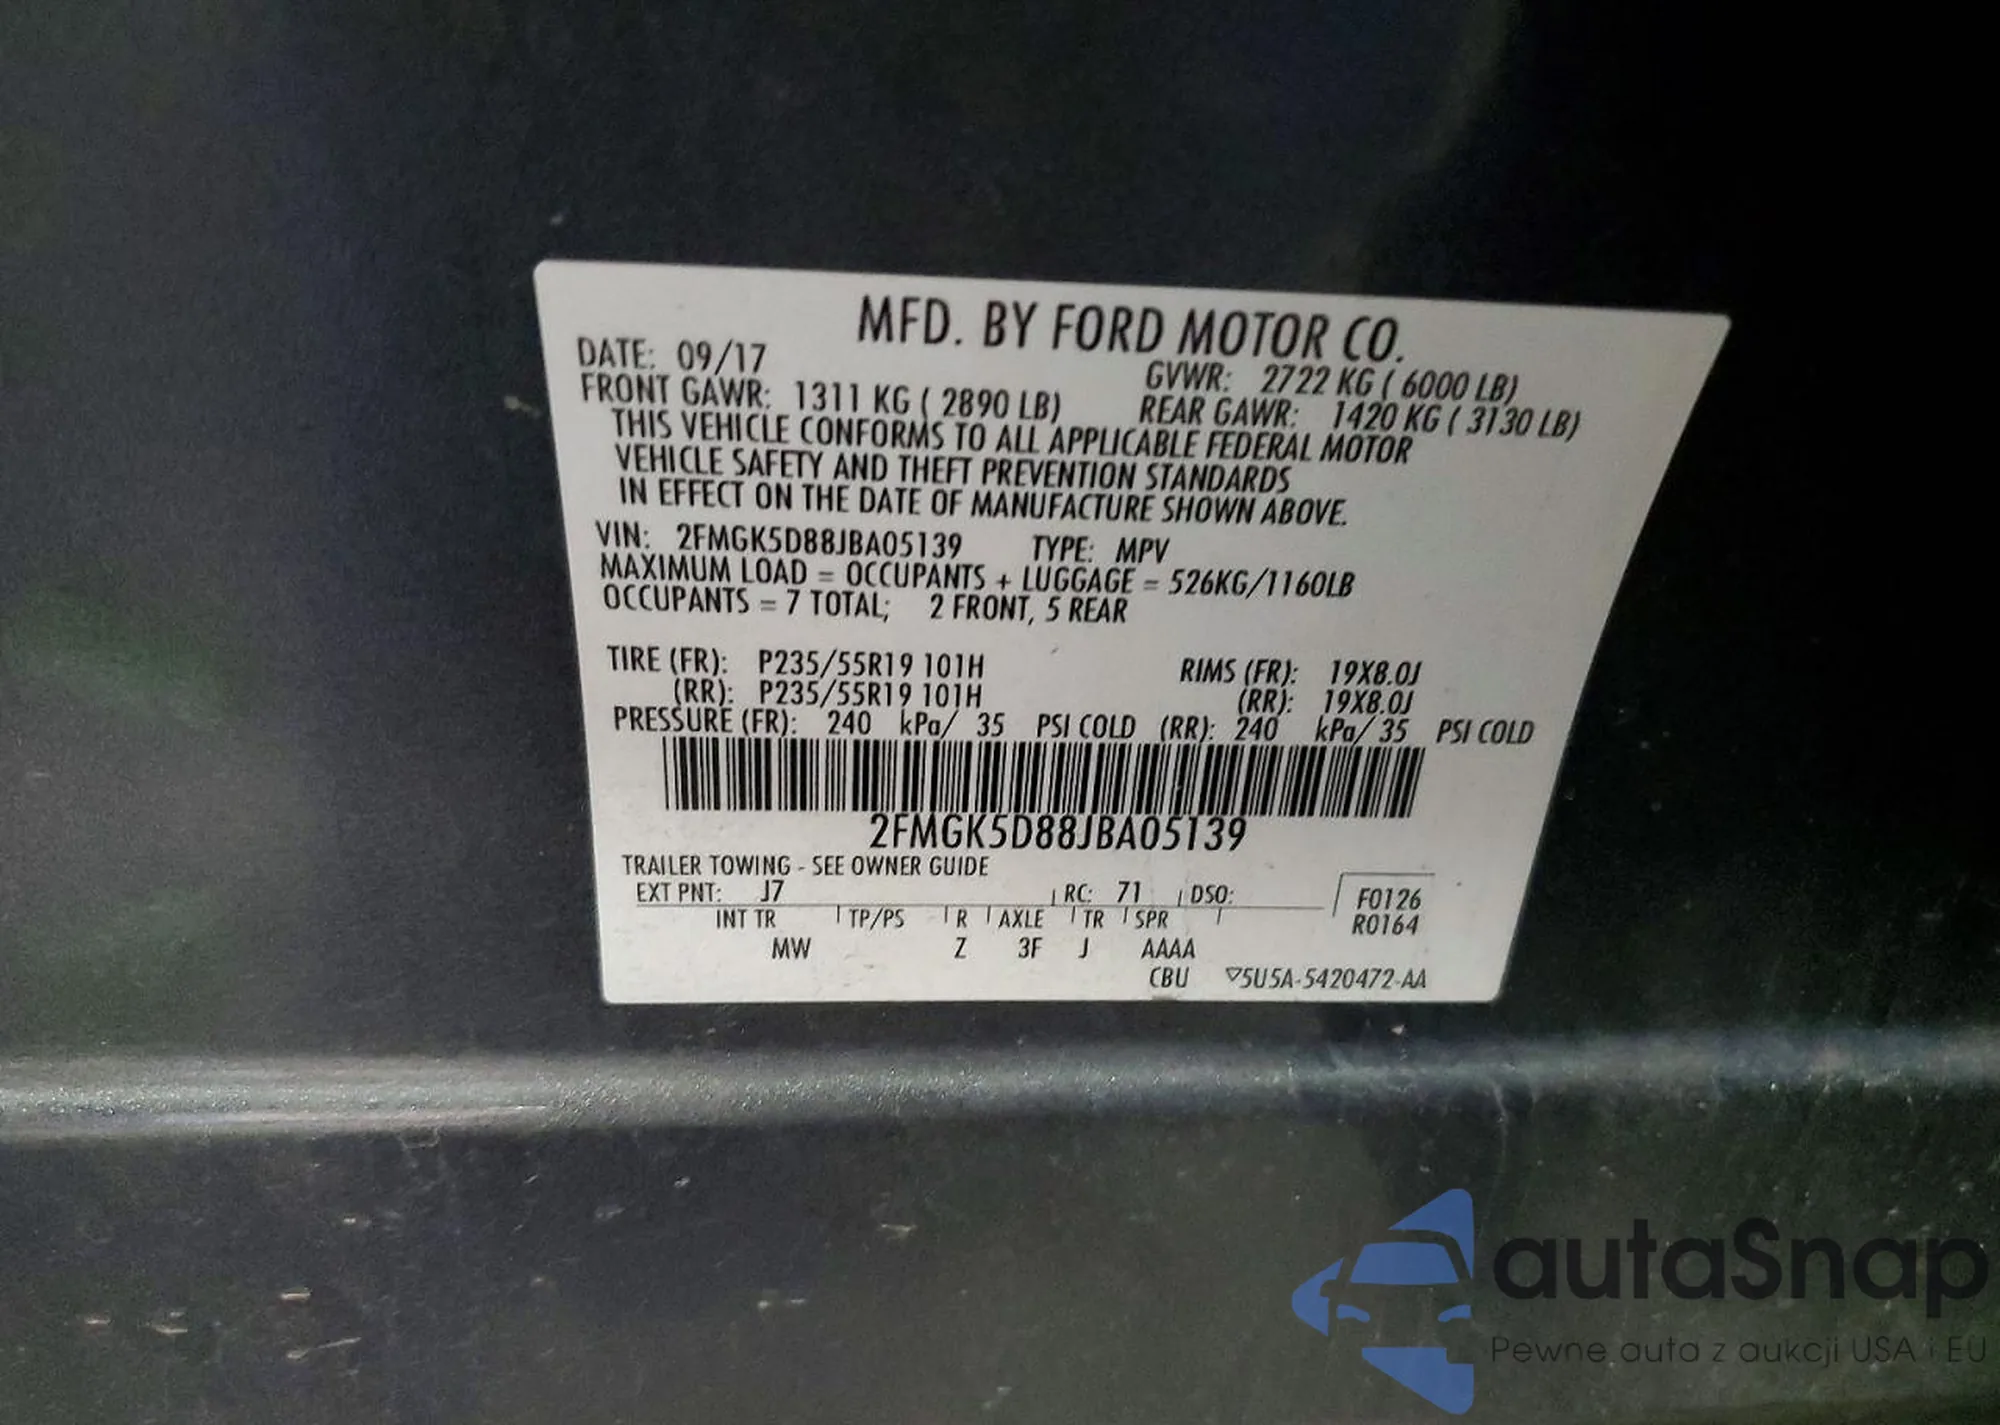 MFD. BY FORD MOTOR CO.
DATE: 09/17 GVWR: 2722 KG ( 6000 LB)
FRONT GAWR: 1311 KG ( 2890 LB) REAR GAWR: 1420 KG ( 3130 LB)
THIS VEHICLE CONFORMS TO ALL APPLICABLE FEDERAL MOTOR
VEHICLE SAFETY AND THEFT PREVENTION STANDARDS
IN EFFECT ON THE DATE OF MANUFACTURE SHOWN ABOVE.
VIN: 2FMGK5D88JBA05139 TYPE: MPV
MAXIMUM LOAD = OCCUPANTS + LUGGAGE = 526KG/1160LB
OCCUPANTS = 7 TOTAL; 2 FRONT, 5 REAR
TIRE (FR): P235/55R19 101H RIMS (FR): 19X8.0J
(RR): P235/55R19 101H (RR): 19X8.0J
PRESSURE (FR): 240 kPa/ 35 PSI COLD (RR): 240 kPa/ 35 PSI COLD
2FMGK5D88JBA05139
TRAILER TOWING - SEE OWNER GUIDE
EXT PNT: J7 RC: 71 DSO: F0126
INT TR TP/PS R AXLE TR SPR R0164
MW Z 3F J AAAA
CBU ▽5U5A-5420472-AA
autaSnap
Pewne auta z aukcji USA i EU